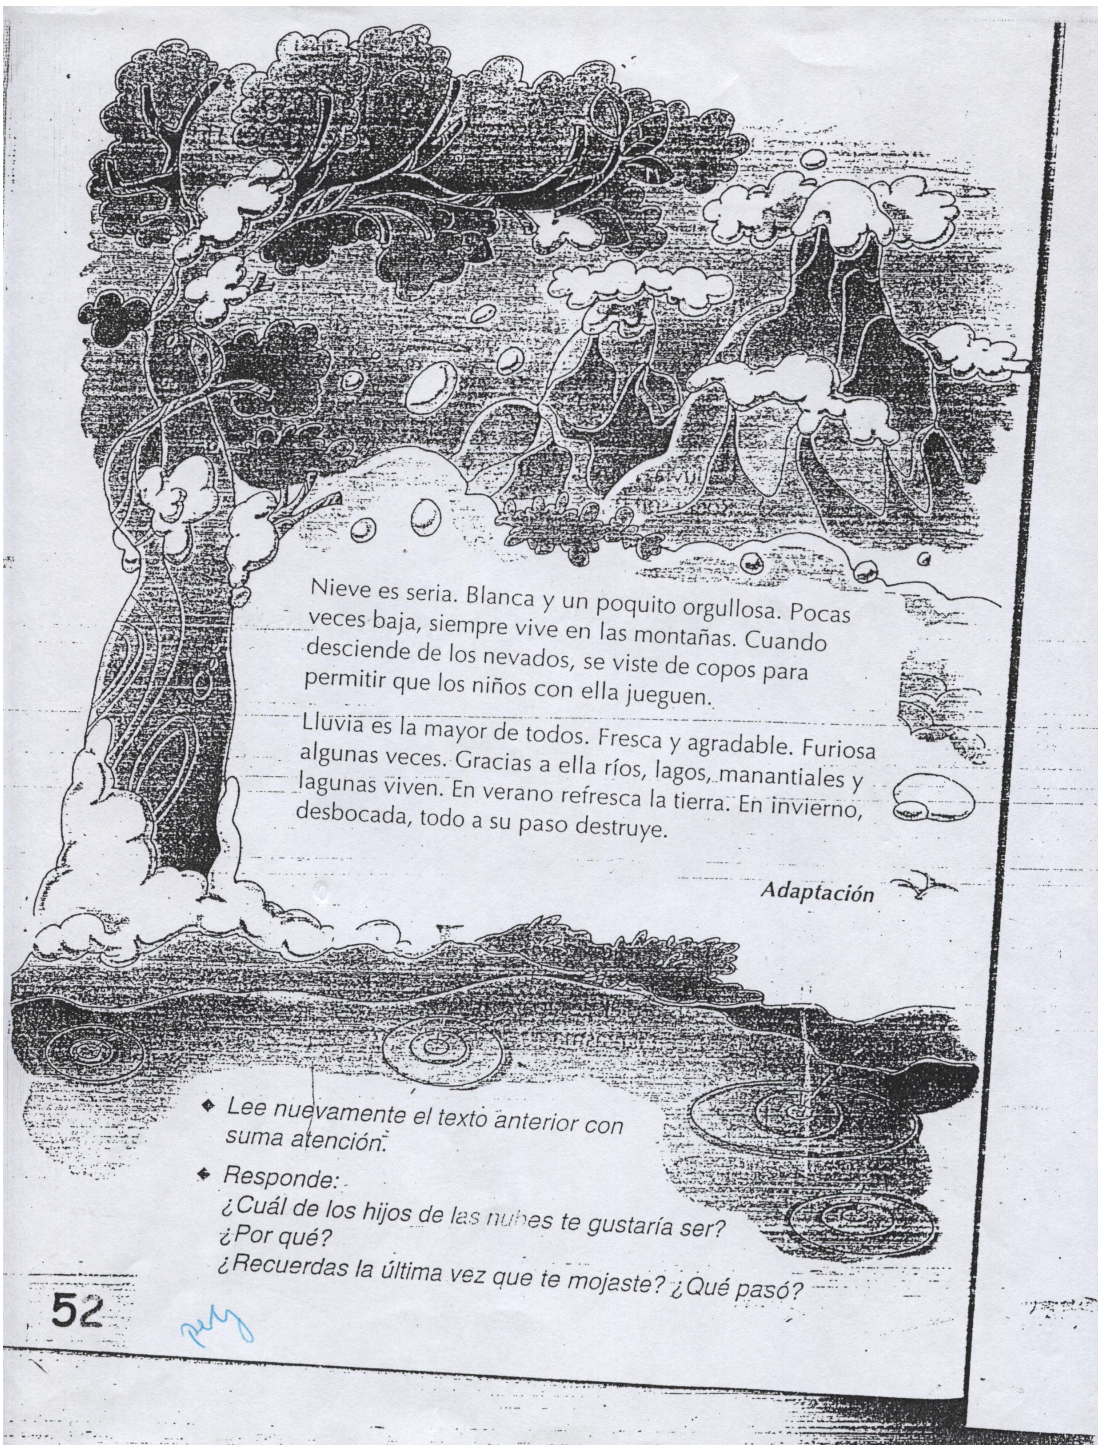 Nieve es seria. Blanca y un poquito orgullosa. Pocas
veces baja, siempre vive en las montañas. Cuando
desciende de los nevados, se viste de copos para
permitir que los niños con ella jueguen.
Lluvia es la mayor de todos. Fresca y agradable. Furiosa
algunas veces. Gracias a ella ríos, lagos, manantiales y
lagunas viven. En verano refresca la tierra. En invierno,
desbocada, todo a su paso destruye.
Adaptación
Lee nuevamente el texto anterior con
suma atención.
Responde:
¿Cuál de los hijos de las nubes te gustaría ser?
¿Por qué?
¿Recuerdas la última vez que te mojaste? ¿Qué pasó?
52